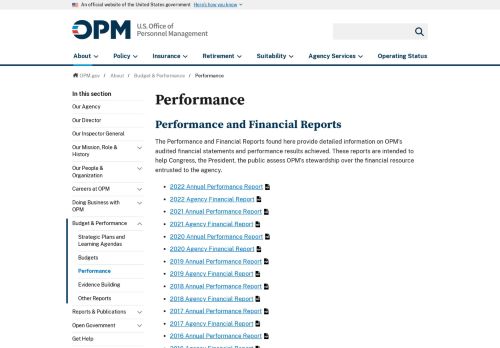 An official website of the United States government Here's how you know
OPM U.S. Office of
Personnel Management
About Policy Insurance Retirement Suitability Agency Services Operating Status
OPM.gov / About / Budget & Performance / Performance
In this section
Our Agency
Our Director
Our Inspector General
Our Mission, Role &
History
Our People &
Organization
Careers at OPM
Doing Business with
OPM
Budget & Performance
Strategic Plans and
Learning Agendas
Budgets
Performance
Evidence Building
Other Reports
Reports & Publications
Open Government
Get Help
Performance
Performance and Financial Reports
The Performance and Financial Reports found here provide detailed information on OPM's
audited financial statements and performance results achieved. These reports are intended to
help Congress, the President, the public assess OPM's stewardship over the financial resource
entrusted to the agency.
2022 Annual Performance Report
2022 Agency Financial Report
2021 Annual Performance Report
2021 Agency Financial Report
2020 Annual Performance Report
2020 Agency Financial Report
2019 Annual Performance Report
2019 Agency Financial Report
2018 Annual Performance Report
2018 Agency Financial Report
2017 Annual Performance Report
2017 Agency Financial Report
2016 Annual Performance Report
2016 Agency Financial Report